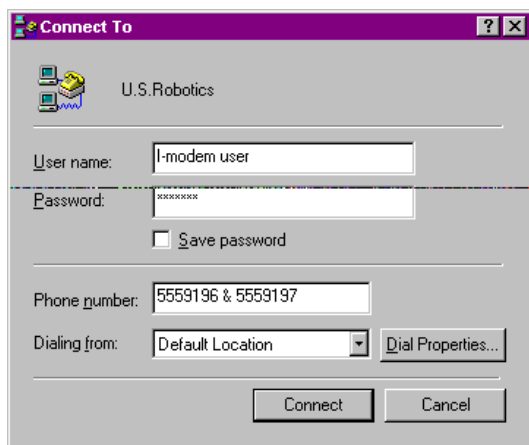 Connect To
U.S.Robotics
User name: I-modem user
Password: *******
Save password
Phone number: 5559196 & 5559197
Dialing from: Default Location Dial Properties...
Connect Cancel